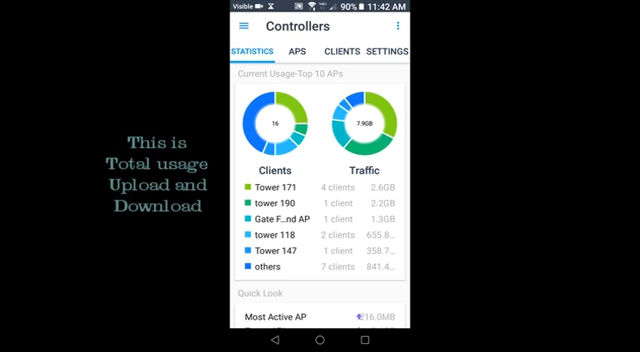 Visible
90% 11:42 AM
Controllers
STATISTICS APS CLIENTS SETTINGS
Current Usage-Top 10 APs
16 7.9GB
Clients Traffic
Tower 171 4 clients 2.6GB
tower 190 1 client 2.2GB
Gate F...nd AP 1 client 1.3GB
tower 118 2 clients 655.8...
Tower 147 1 client 358.7...
others 7 clients 841.4...
Quick Look
Most Active AP 216.0MB
This is
Total usage
Upload and
Download